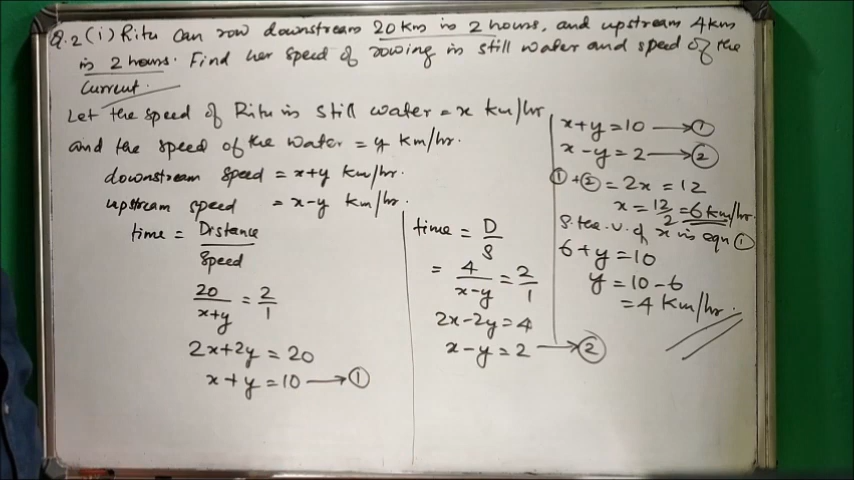 Q.2 (i) Ritu can row downstream 20 km in 2 hours, and upstream 4 km
in 2 hours. Find her speed of rowing in still water and speed of the
current.
Let the speed of Ritu in still water = x km/hr
and the speed of the water = y km/hr.
downstream speed = x+y km/hr.
upstream speed = x-y km/hr.
time = Distance
Speed
20/x+y = 2/1
2x+2y = 20
x+y = 10 → ①
time = D/S
= 4/x-y = 2/1
2x-2y = 4
x-y = 2 → ②
x+y = 10 → ①
x-y = 2 → ②
①+② = 2x = 12
x = 12/2 = 6 km/hr.
S. the. v. of x in eqn ①
6+y = 10
y = 10-6
= 4 km/hr.